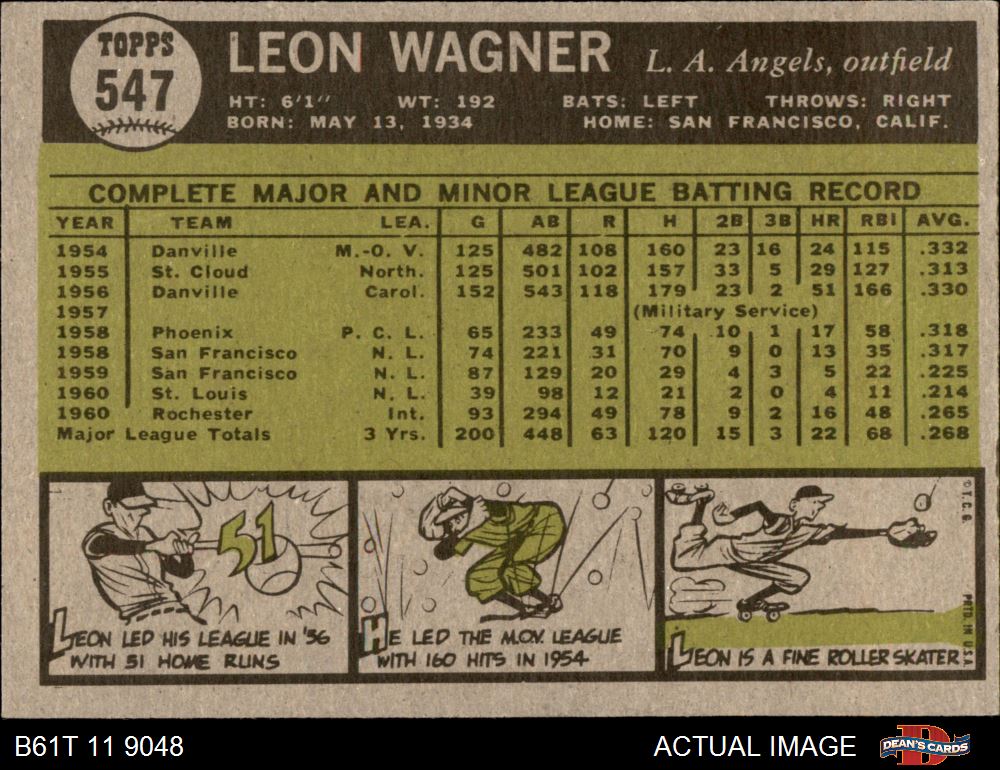 TOPPS
547
LEON WAGNER L. A. Angels, outfield
HT: 6'1" WT: 192 BATS: LEFT THROWS: RIGHT
BORN: MAY 13, 1934 HOME: SAN FRANCISCO, CALIF.
COMPLETE MAJOR AND MINOR LEAGUE BATTING RECORD
YEAR TEAM LEA. G AB R H 2B 3B HR RBI AVG.
1954 Danville M.-O. V. 125 482 108 160 23 16 24 115 .332
1955 St. Cloud North. 125 501 102 157 33 5 29 127 .313
1956 Danville Carol. 152 543 118 179 23 2 51 166 .330
1957 (Military Service)
1958 Phoenix P. C. L. 65 233 49 74 10 1 17 58 .318
1958 San Francisco N. L. 74 221 31 70 9 0 13 35 .317
1959 San Francisco N. L. 87 129 20 29 4 3 5 22 .225
1960 St. Louis N. L. 39 98 12 21 2 0 4 11 .214
1960 Rochester Int. 93 294 49 78 9 2 16 48 .265
Major League Totals 3 Yrs. 200 448 63 120 15 3 22 68 .268
51
LEON LED HIS LEAGUE IN '56
WITH 51 HOME RUNS
HE LED THE M.O.V. LEAGUE
WITH 160 HITS IN 1954
LEON IS A FINE ROLLER SKATER
© T. C. G.
PRTD. IN U.S.A.
B61T 11 9048 ACTUAL IMAGE
D
DEAN'S CARDS